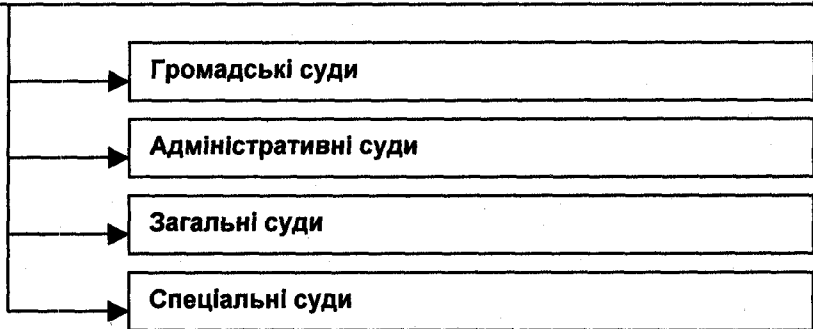 Громадські суди
Адміністративні суди
Загальні суди
Спеціальні суди